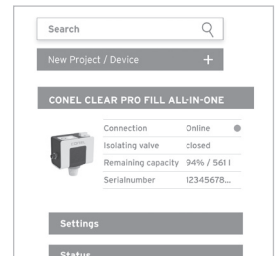 Search
New Project / Device +
CONEL CLEAR PRO FILL ALL-IN-ONE
Connection Online
Isolating valve closed
Remaining capacity 94% / 561 l
Serialnumber 12345678...
Settings
Status